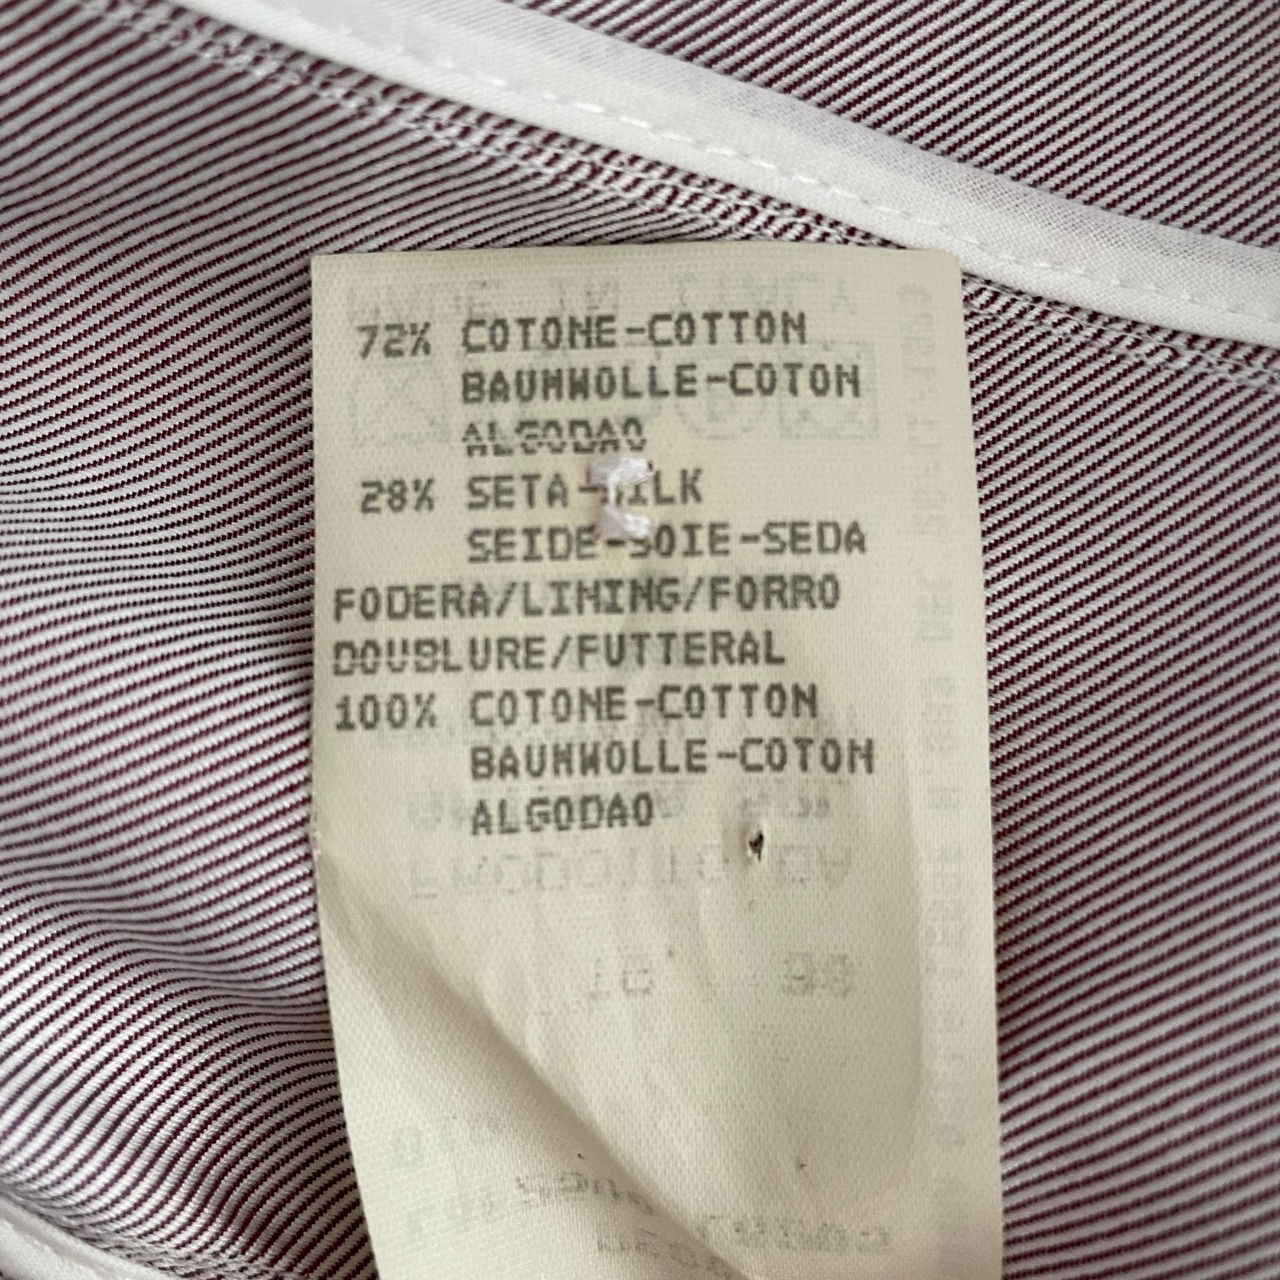 72% COTONE-COTTON
BAUMWOLLE-COTON
ALGODAO
28% SETA-SILK
SEIDE-SOIE-SEDA
FODERA/LINING/FORRO
DOUBLURE/FUTTERAL
100% COTONE-COTTON
BAUMWOLLE-COTON
ALGODAO